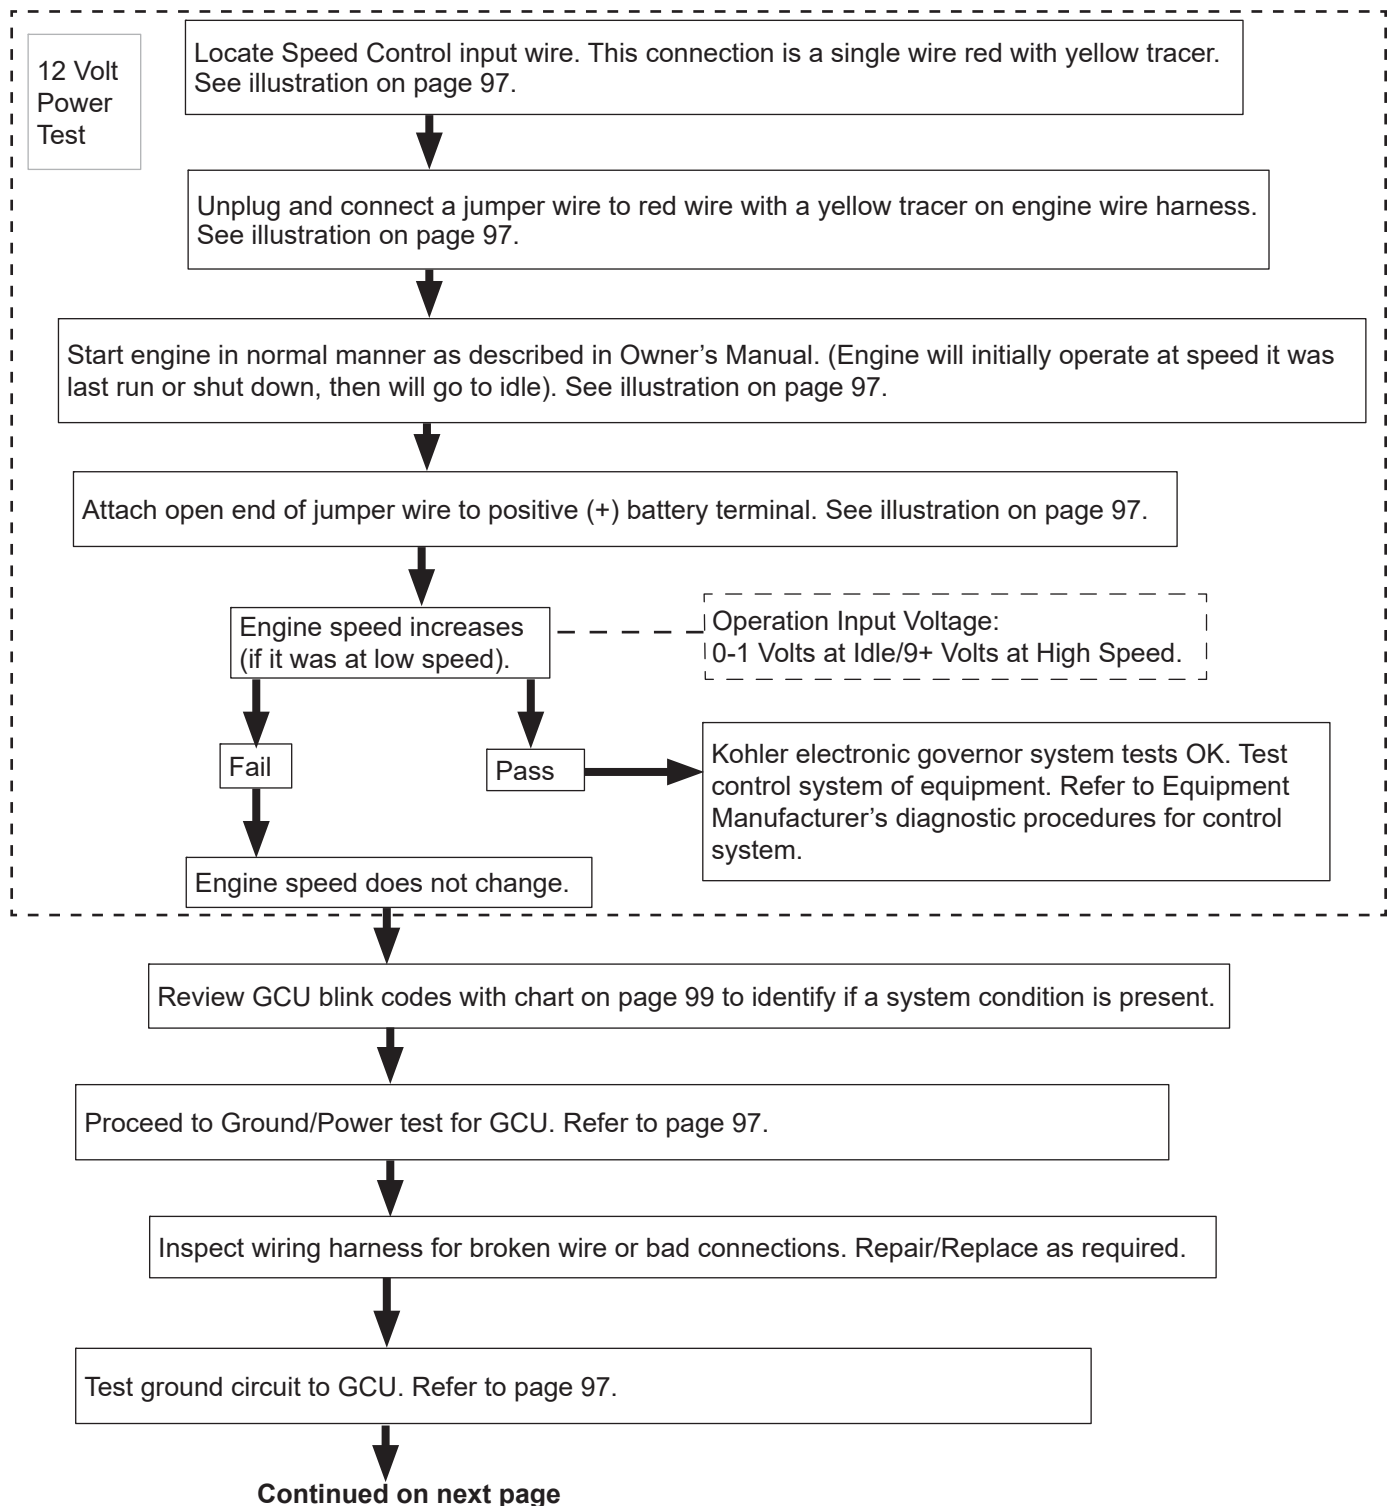 12 Volt
Power
Test
Locate Speed Control input wire. This connection is a single wire red with yellow tracer.
See illustration on page 97.
Unplug and connect a jumper wire to red wire with a yellow tracer on engine wire harness.
See illustration on page 97.
Start engine in normal manner as described in Owner’s Manual. (Engine will initially operate at speed it was
last run or shut down, then will go to idle). See illustration on page 97.
Attach open end of jumper wire to positive (+) battery terminal. See illustration on page 97.
Engine speed increases
(if it was at low speed).
Operation Input Voltage:
0-1 Volts at Idle/9+ Volts at High Speed.
Fail
Pass
Kohler electronic governor system tests OK. Test
control system of equipment. Refer to Equipment
Manufacturer’s diagnostic procedures for control
system.
Engine speed does not change.
Review GCU blink codes with chart on page 99 to identify if a system condition is present.
Proceed to Ground/Power test for GCU. Refer to page 97.
Inspect wiring harness for broken wire or bad connections. Repair/Replace as required.
Test ground circuit to GCU. Refer to page 97.
Continued on next page